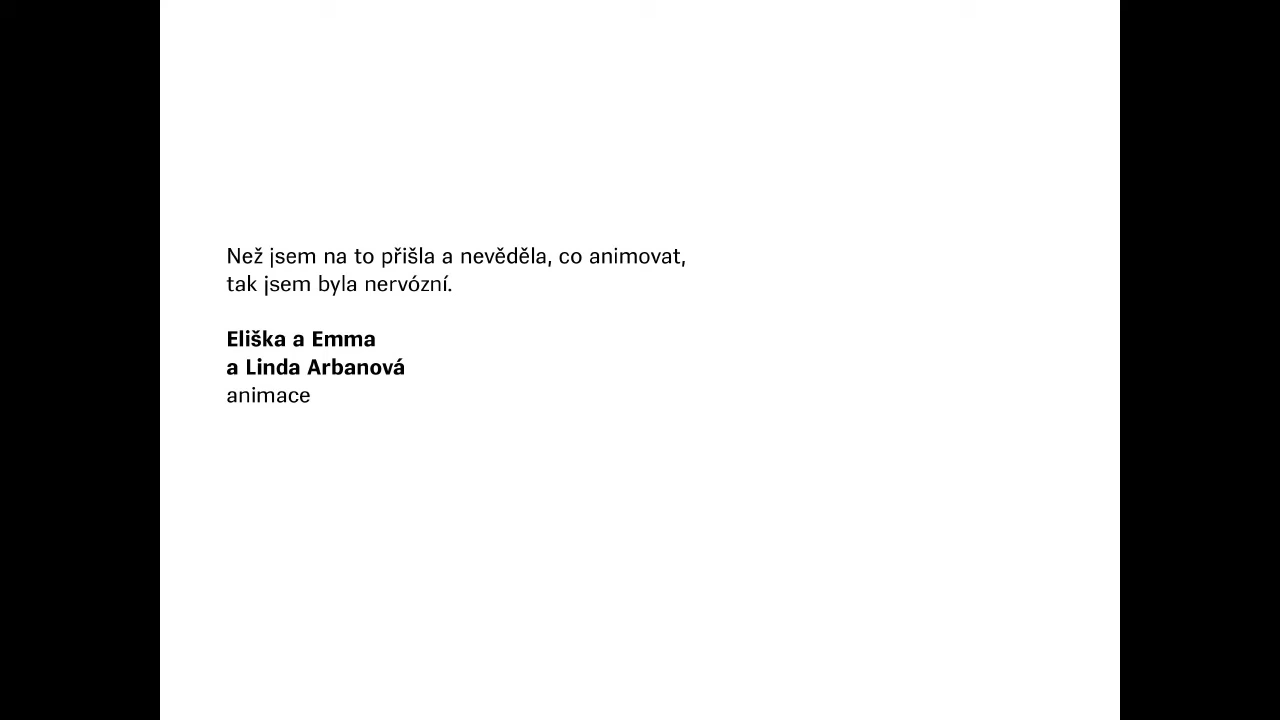 Než jsem na to přišla a nevěděla, co animovat,
tak jsem byla nervózní.
Eliška a Emma
a Linda Arbanová
animace